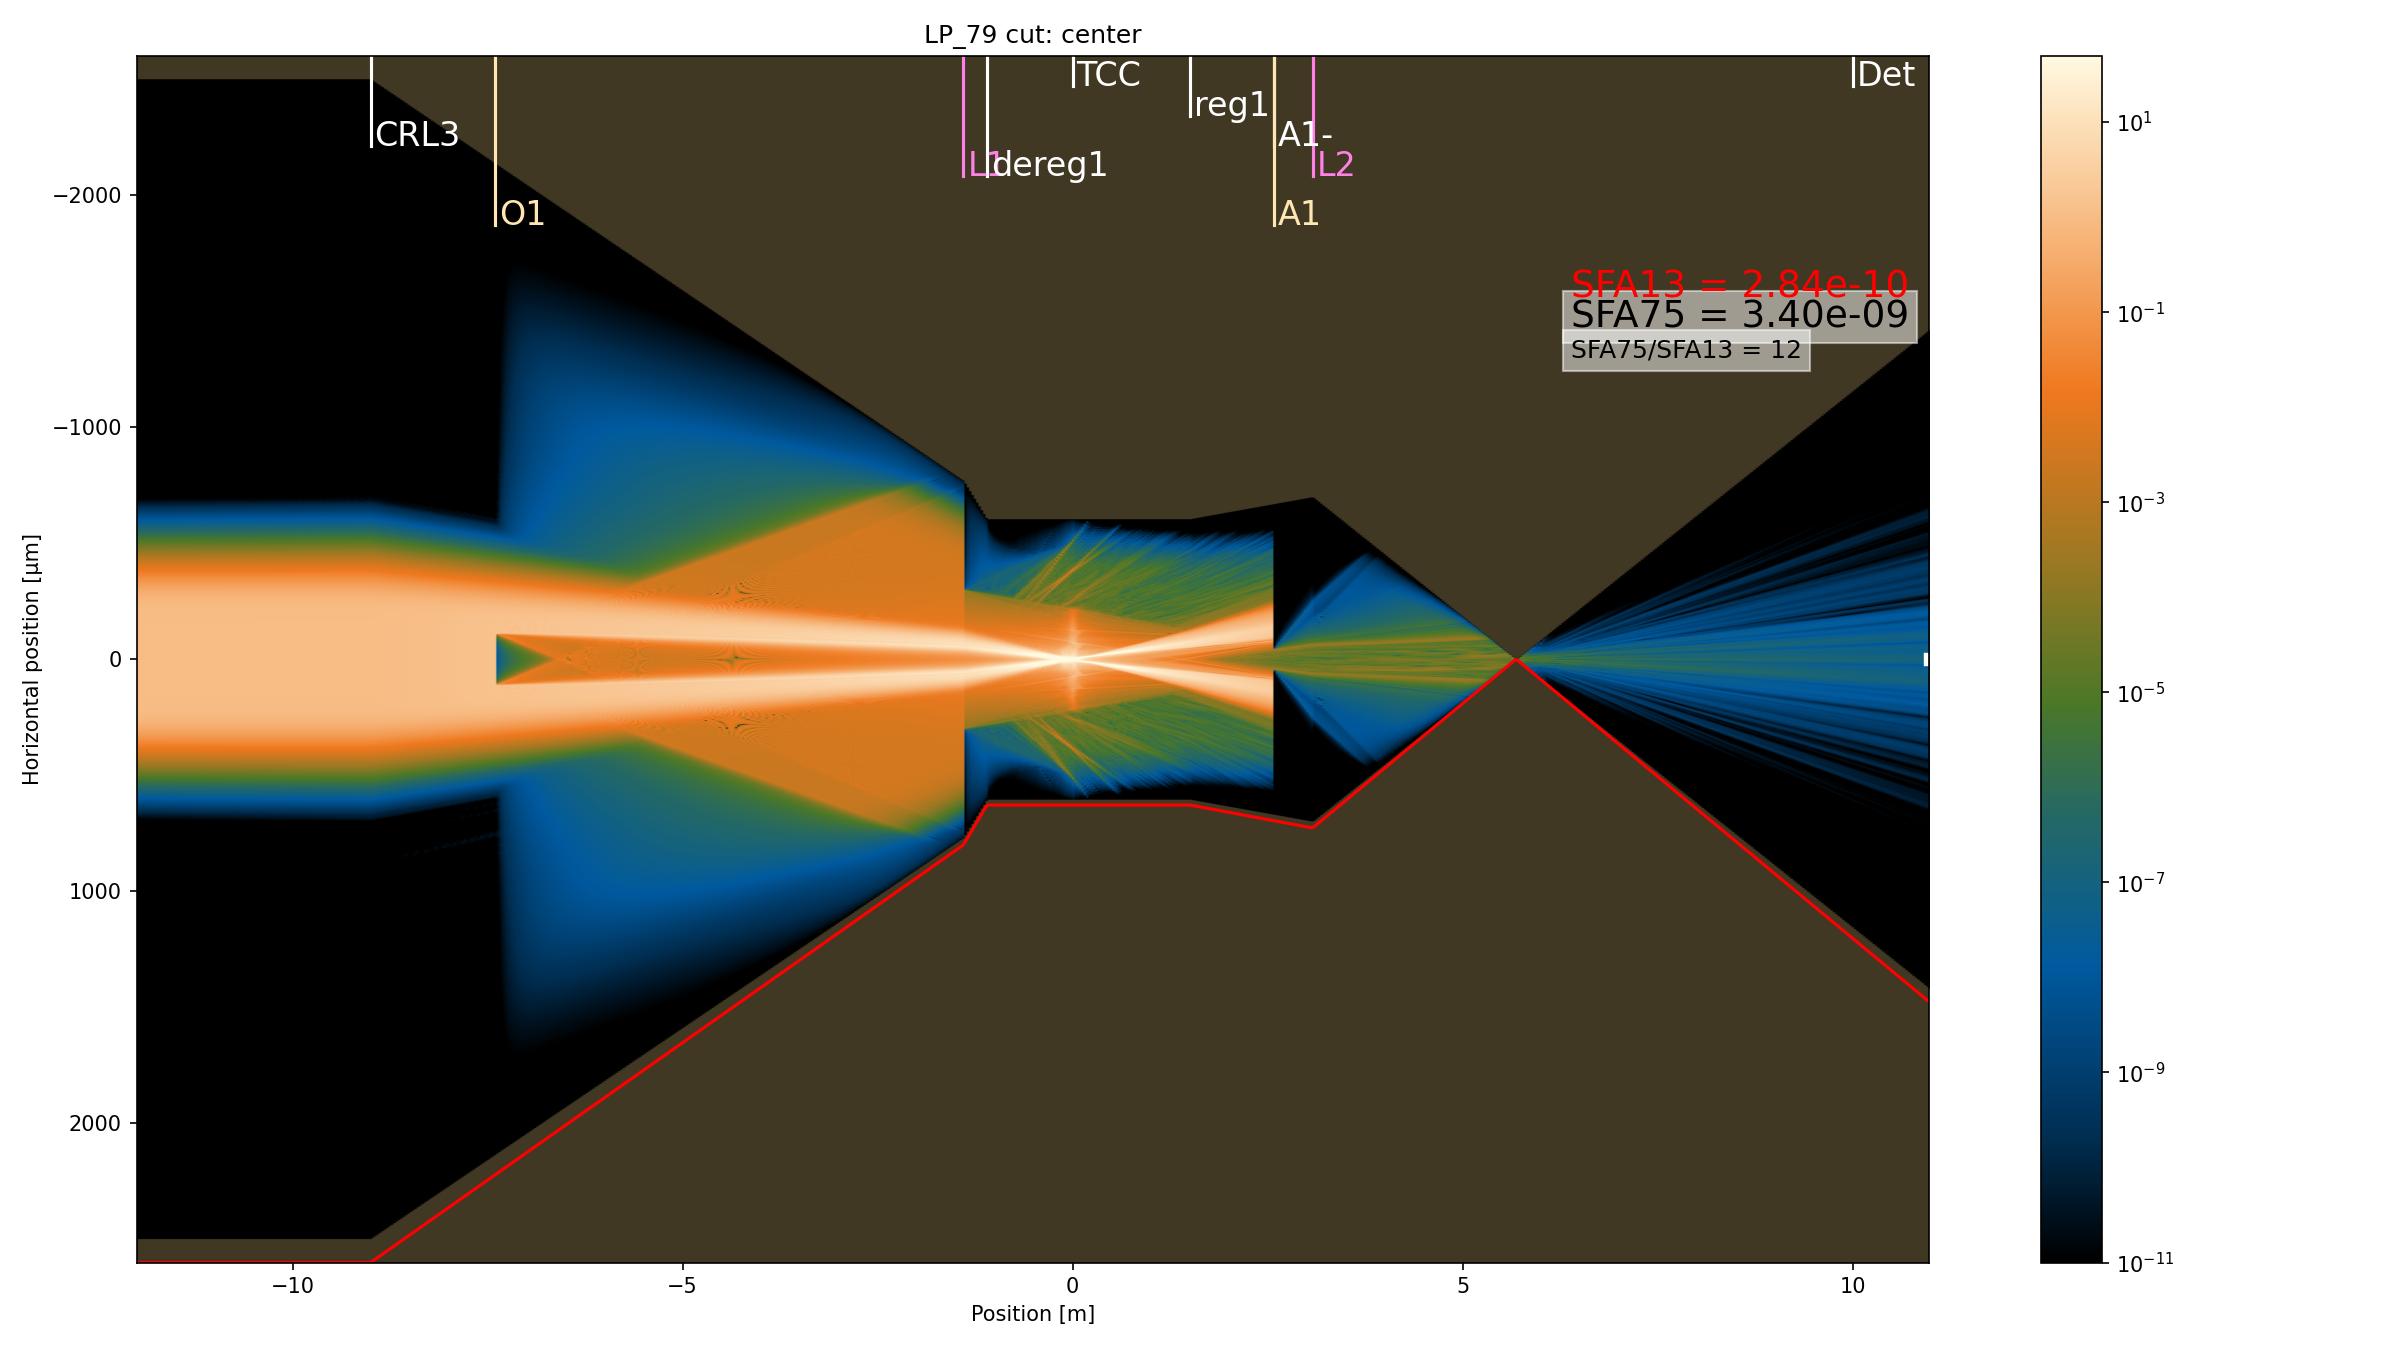 LP_79 cut: center
TCC
Det
reg1
CRL3
A1-
L1
dereg1
L2
O1
A1
SFA13 = 2.84e-10
SFA75 = 3.40e-09
SFA75/SFA13 = 12
−2000
−1000
0
1000
2000
Horizontal position [µm]
−10
−5
0
5
10
Position [m]
10¹
10⁻¹
10⁻³
10⁻⁵
10⁻⁷
10⁻⁹
10⁻¹¹